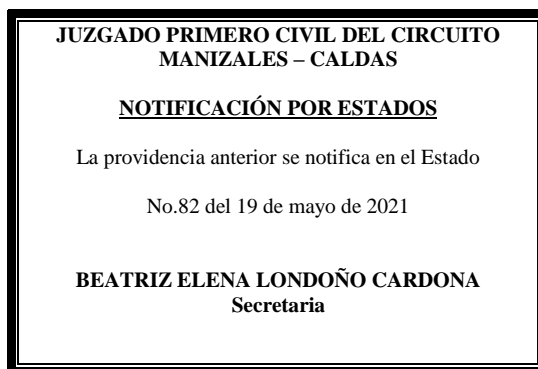 JUZGADO PRIMERO CIVIL DEL CIRCUITO
MANIZALES – CALDAS
NOTIFICACIÓN POR ESTADOS
La providencia anterior se notifica en el Estado
No.82 del 19 de mayo de 2021
BEATRIZ ELENA LONDOÑO CARDONA
Secretaria